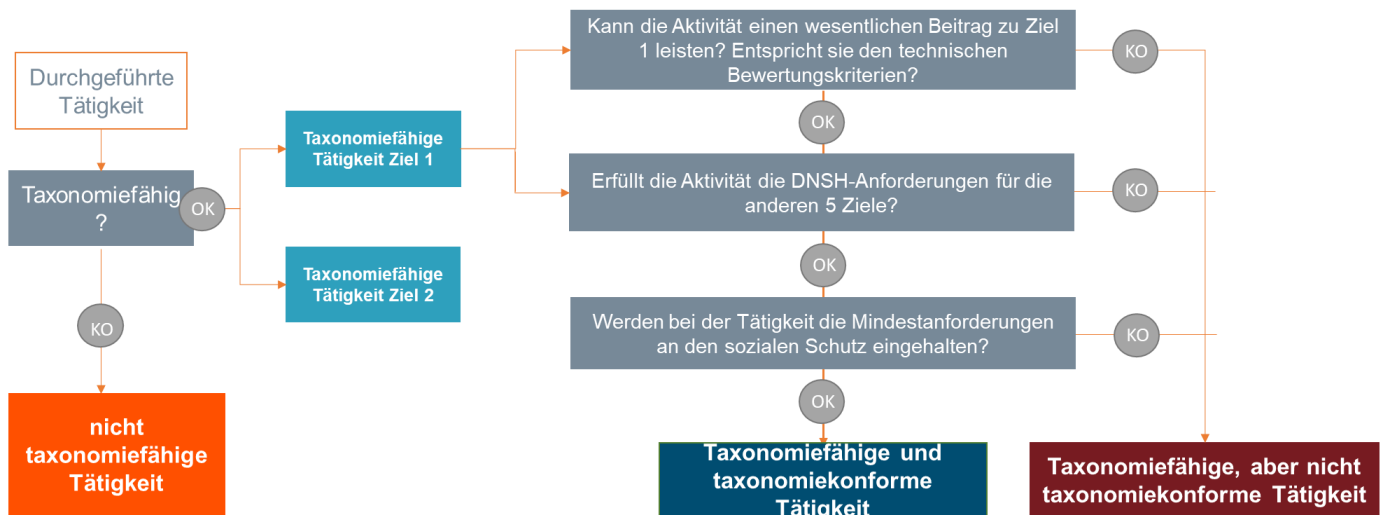 Durchgeführte
Tätigkeit
Taxonomiefähig
?
OK
KO
nicht
taxonomiefähige
Tätigkeit
Taxonomiefähige
Tätigkeit Ziel 1
Taxonomiefähige
Tätigkeit Ziel 2
Kann die Aktivität einen wesentlichen Beitrag zu Ziel
1 leisten? Entspricht sie den technischen
Bewertungskriterien?
KO
OK
Erfüllt die Aktivität die DNSH-Anforderungen für die
anderen 5 Ziele?
KO
OK
Werden bei der Tätigkeit die Mindestanforderungen
an den sozialen Schutz eingehalten?
KO
OK
Taxonomiefähige und
taxonomiekonforme
Tätigkeit
Taxonomiefähige, aber nicht
taxonomiekonforme Tätigkeit